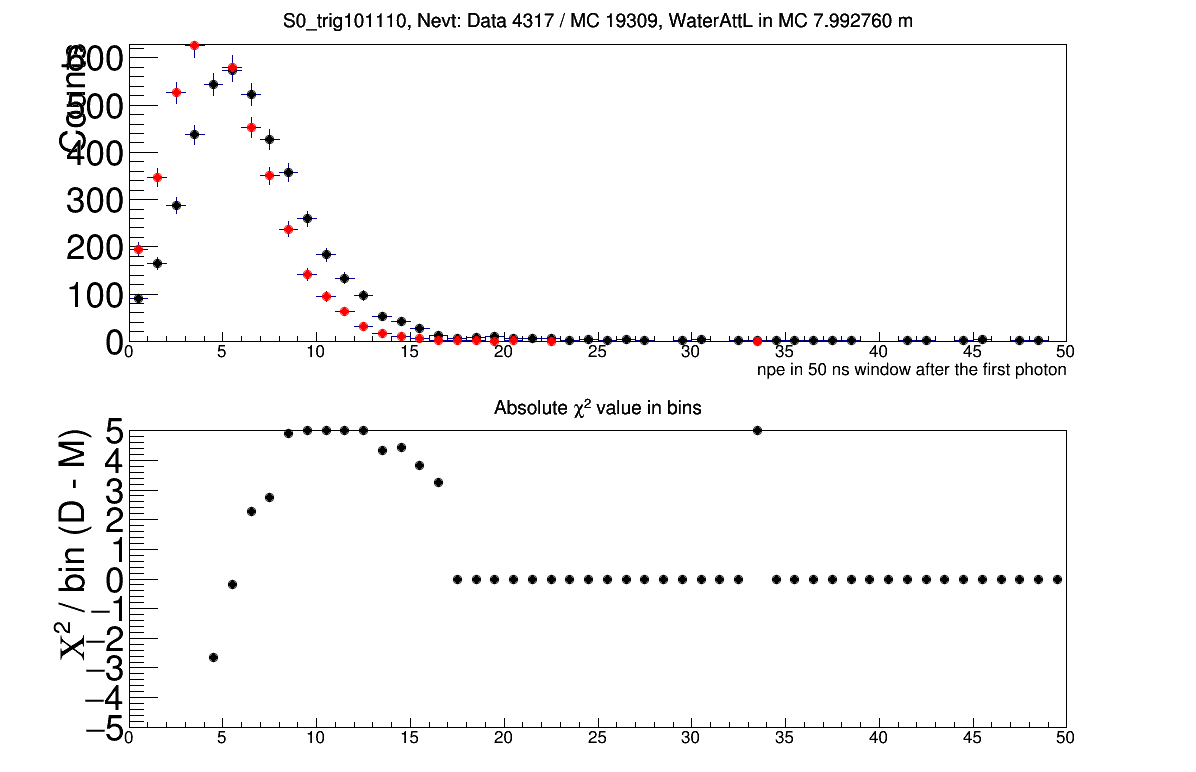 S0_trig101110, Nevt: Data 4317 / MC 19309, WaterAttL in MC 7.992760 m
Counts
600
500
400
300
200
100
0
0 5 10 15 20 25 30 35 40 45 50
npe in 50 ns window after the first photon
Absolute χ² value in bins
Χ² / bin (D - M)
5
4
3
2
1
0
−1
−2
−3
−4
−5
0 5 10 15 20 25 30 35 40 45 50